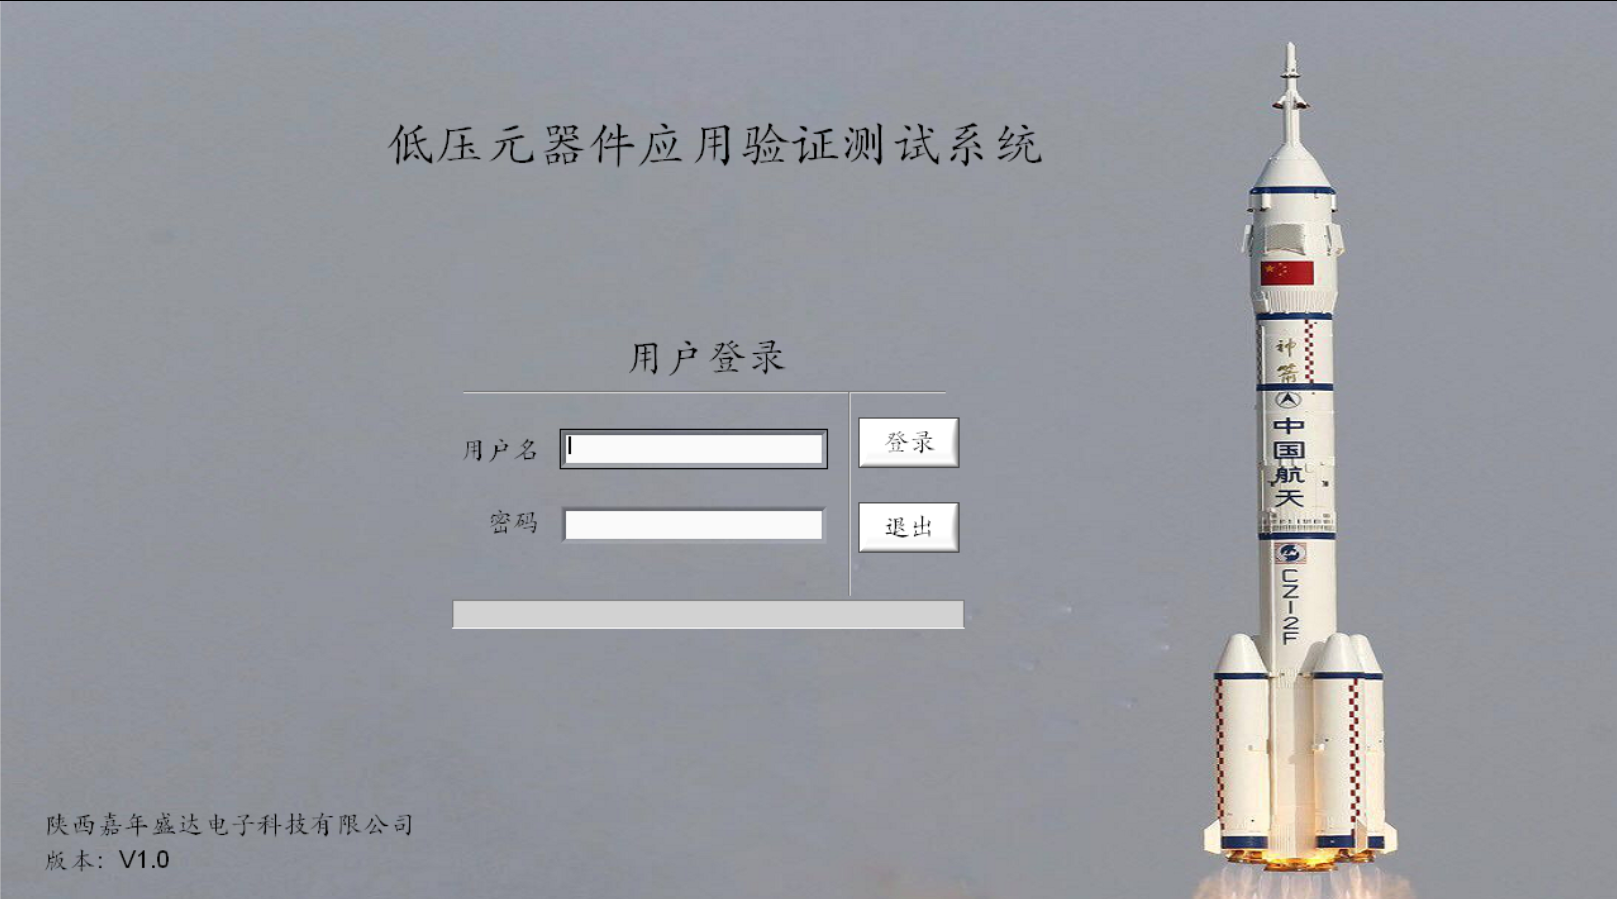 低压元器件应用验证测试系统
用户登录
用户名
登录
密码
退出
神箭
中国航天
CZ-2F
陕西嘉年盛达电子科技有限公司
版本：V1.0